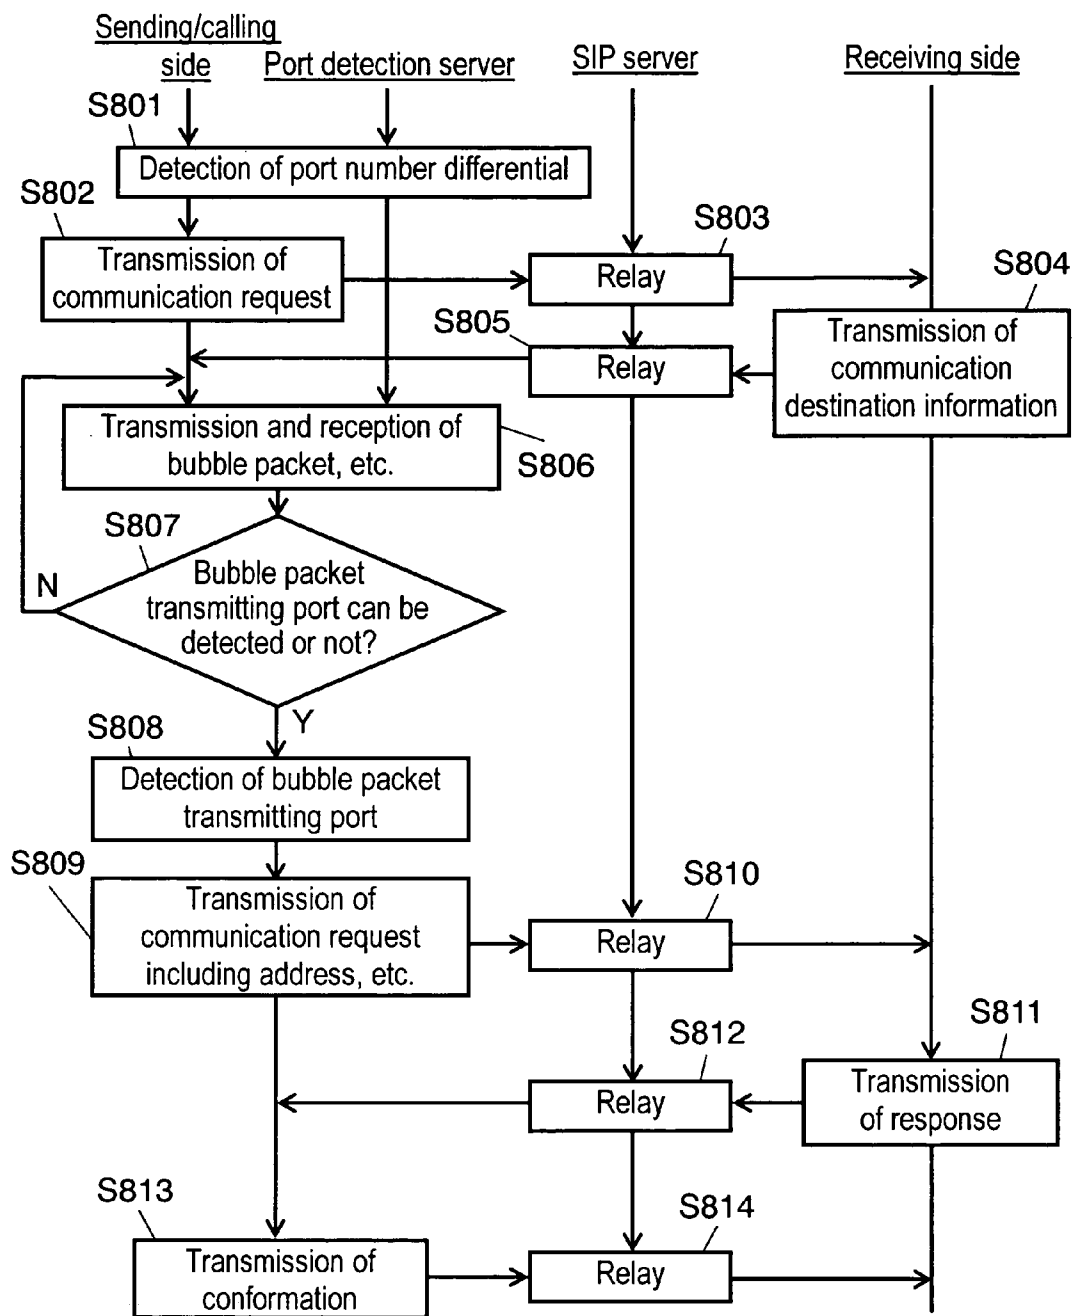 Sending/calling
side
Port detection server
SIP server
Receiving side
S801
Detection of port number differential
S802
Transmission of
communication request
S803
Relay
S804
Transmission of
communication
destination information
S805
Relay
Transmission and reception of
bubble packet, etc.
S806
S807
N
Bubble packet
transmitting port can be
detected or not?
Y
S808
Detection of bubble packet
transmitting port
S809
Transmission of
communication request
including address, etc.
S810
Relay
S811
Transmission
of response
S812
Relay
S813
Transmission of
conformation
S814
Relay